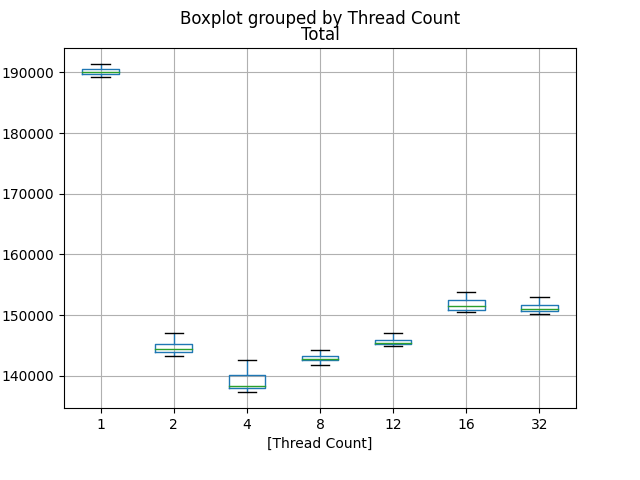 Boxplot grouped by Thread Count
Total
190000
180000
170000
160000
150000
140000
1 2 4 8 12 16 32
[Thread Count]